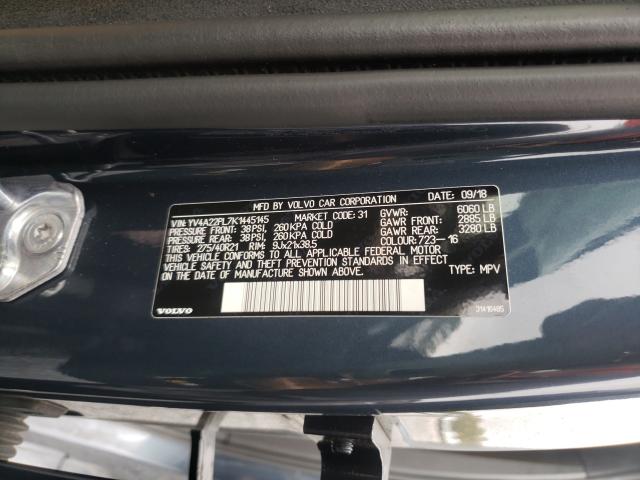 MFD BY VOLVO CAR CORPORATION DATE: 09/18
VIN: YV4A22PL7K1445145 MARKET CODE: 31 GVWR: 6060 LB
PRESSURE FRONT: 38PSI, 260KPA COLD GAWR FRONT: 2885 LB
PRESSURE REAR: 38PSI, 260KPA COLD GAWR REAR: 3280 LB
TIRES: 275/40R21 RIM: 9Jx21x38.5 COLOUR: 723-16
THIS VEHICLE CONFORMS TO ALL APPLICABLE FEDERAL MOTOR
VEHICLE SAFETY AND THEFT PREVENTION STANDARDS IN EFFECT
ON THE DATE OF MANUFACTURE SHOWN ABOVE. TYPE: MPV
VOLVO 31416485